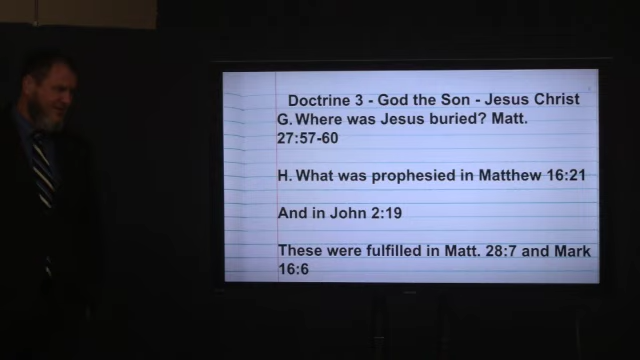 Doctrine 3 - God the Son - Jesus Christ
G. Where was Jesus buried? Matt.
27:57-60
H. What was prophesied in Matthew 16:21
And in John 2:19
These were fulfilled in Matt. 28:7 and Mark
16:6